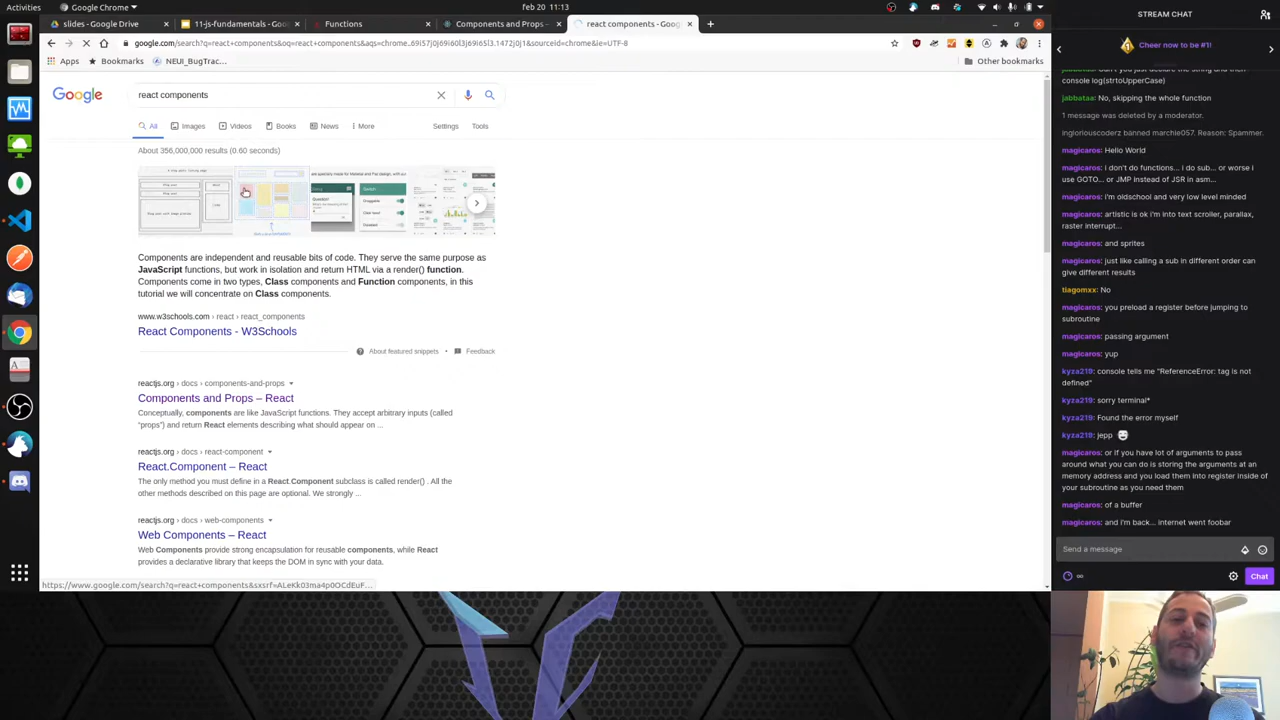 Activities
Google Chrome
feb 20 11:13
slides - Google Drive
11-js-fundamentals - G
Functions
Components and Props -
react components - Goog
google.com/search?q=react+components&oq=react+components&aqs=chrome..69i57j0j69i60l3j69i65l3.1472j0j1&sourceid=chrome&ie=UTF-8
Apps
Bookmarks
NEUI_BugTrac...
Other bookmarks
Google
react components
All
Images
Videos
Books
News
More
Settings
Tools
About 356,000,000 results (0.60 seconds)
Components are independent and reusable bits of code. They serve the same purpose as
JavaScript functions, but work in isolation and return HTML via a render() function.
Components come in two types, Class components and Function components, in this
tutorial we will concentrate on Class components.
www.w3schools.com › react › react_components
React Components - W3Schools
About featured snippets • Feedback
reactjs.org › docs › components-and-props
Components and Props – React
Conceptually, components are like JavaScript functions. They accept arbitrary inputs (called
“props”) and return React elements describing what should appear on ...
reactjs.org › docs › react-component
React.Component – React
The only method you must define in a React.Component subclass is called render() . All the
other methods described on this page are optional. We strongly ...
reactjs.org › docs › web-components
Web Components – React
Web Components provide strong encapsulation for reusable components, while React
provides a declarative library that keeps the DOM in sync with your data.
https://www.google.com/search?q=react+components&sxsrf=ALeKk03ma4p0OCdEuF...
STREAM CHAT
Cheer now to be #1!
console log(strtoUpperCase)
jabbataa: No, skipping the whole function
1 message was deleted by a moderator.
ingloriouscoderz banned marchle057. Reason: Spammer.
magicaros: Hello World
magicaros: i don't do functions... i do sub... or worse i
use GOTO... or JMP instead of JSR in asm...
magicaros: i'm oldschool and very low level minded
magicaros: artistic is ok i'm into text scroller, parallax,
raster interrupt...
magicaros: and sprites
magicaros: just like calling a sub in different order can
give different results
tiagomxx: No
magicaros: you preload a register before jumping to
subroutine
magicaros: passing argument
magicaros: yup
kyza219: console tells me "ReferenceError: tag is not
defined"
kyza219: sorry terminal*
kyza219: Found the error myself
kyza219: jepp
magicaros: or if you have lot of arguments to pass
around what you can do is storing the arguments at an
memory address and you load them into register inside of
your subroutine as you need them
magicaros: of a buffer
magicaros: and i'm back... internet went foobar
Send a message
Chat